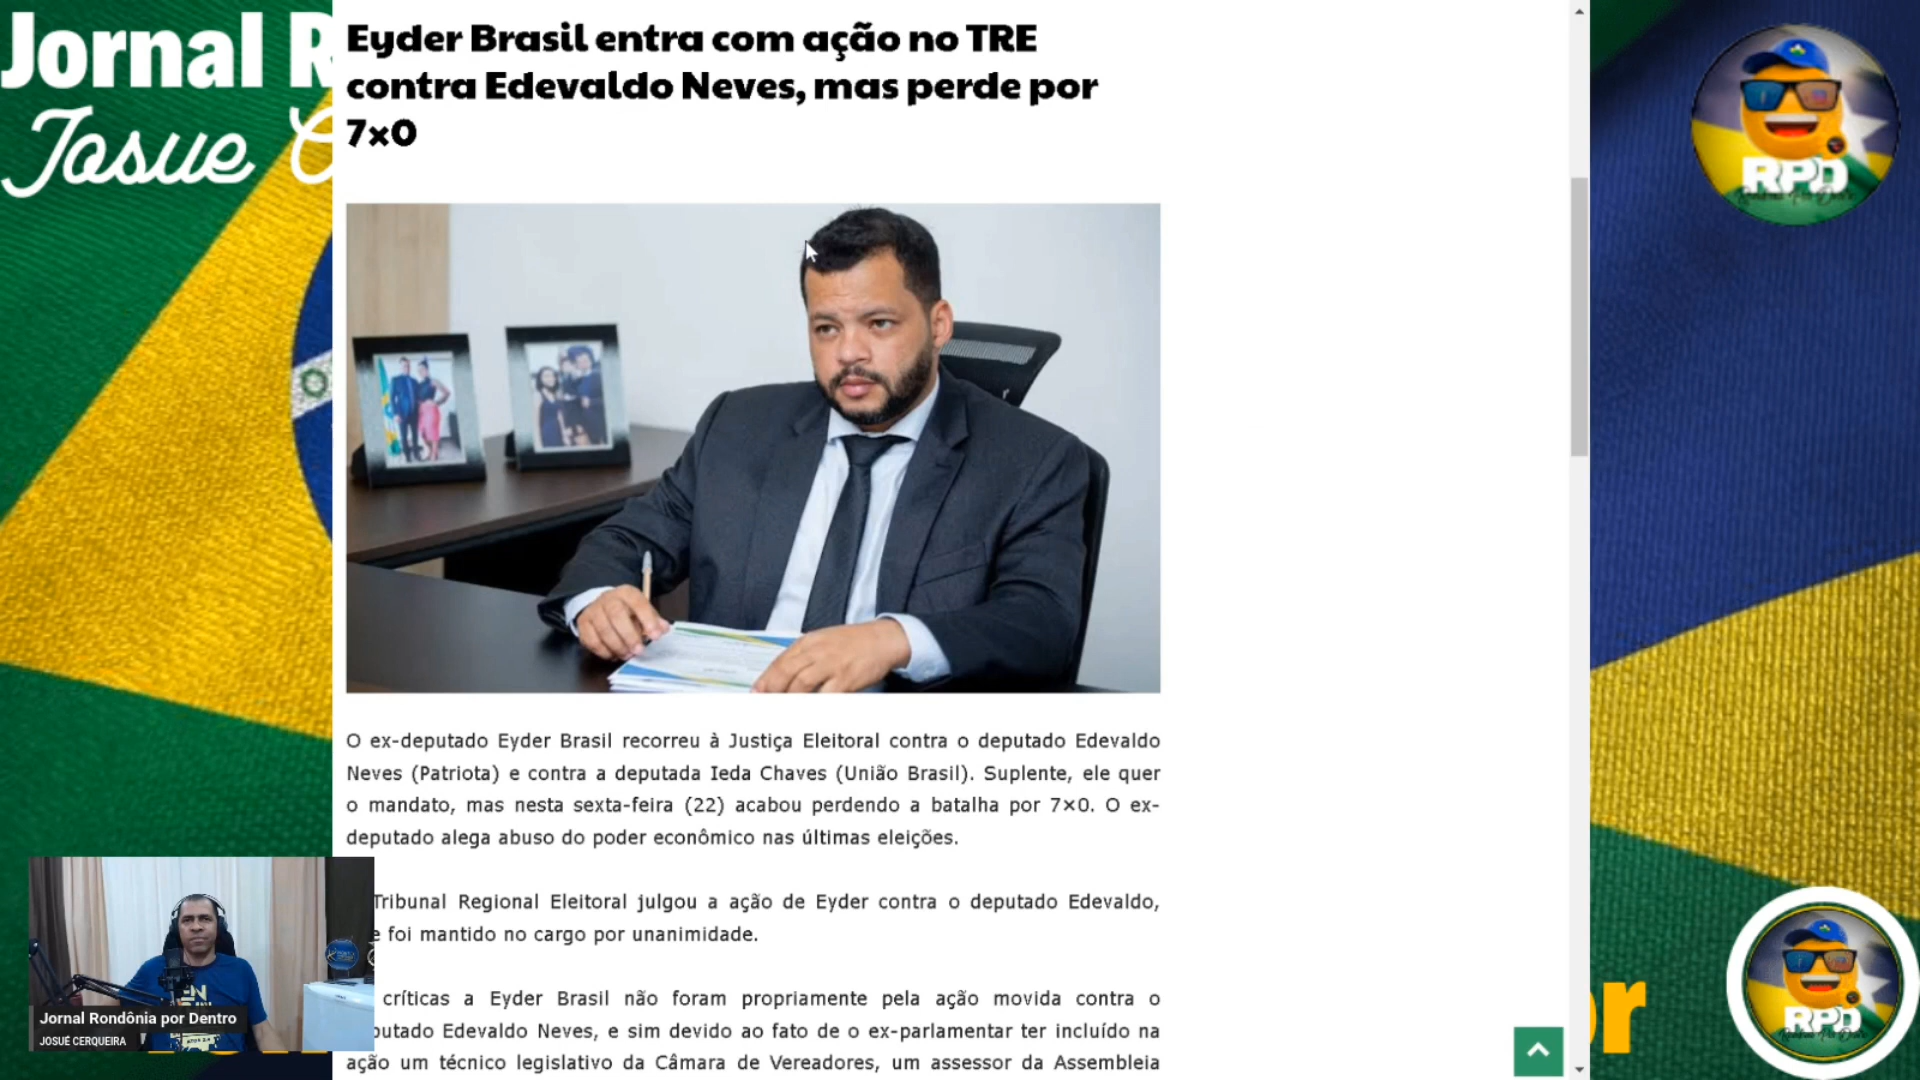 Jornal R
Josue C
Eyder Brasil entra com ação no TRE
contra Edevaldo Neves, mas perde por
7×0
RPD
O ex-deputado Eyder Brasil recorreu à Justiça Eleitoral contra o deputado Edevaldo
Neves (Patriota) e contra a deputada Ieda Chaves (União Brasil). Suplente, ele quer
o mandato, mas nesta sexta-feira (22) acabou perdendo a batalha por 7×0. O ex-
deputado alega abuso do poder econômico nas últimas eleições.
Tribunal Regional Eleitoral julgou a ação de Eyder contra o deputado Edevaldo,
e foi mantido no cargo por unanimidade.
críticas a Eyder Brasil não foram propriamente pela ação movida contra o
putado Edevaldo Neves, e sim devido ao fato de o ex-parlamentar ter incluído na
ação um técnico legislativo da Câmara de Vereadores, um assessor da Assembleia
Jornal Rondônia por Dentro
JOSUÉ CERQUEIRA
or
RPD